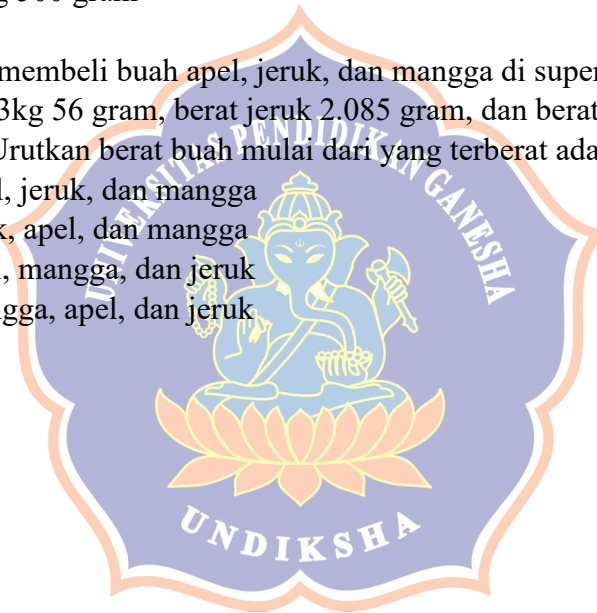 g 500 gram
membeli buah apel, jeruk, dan mangga di super
3kg 56 gram, berat jeruk 2.085 gram, dan berat
Urutkan berat buah mulai dari yang terberat ada
l, jeruk, dan mangga
k, apel, dan mangga
, mangga, dan jeruk
gga, apel, dan jeruk
UNIVERSITAS PENDIDIKAN GANESHA
UNDIKSHA